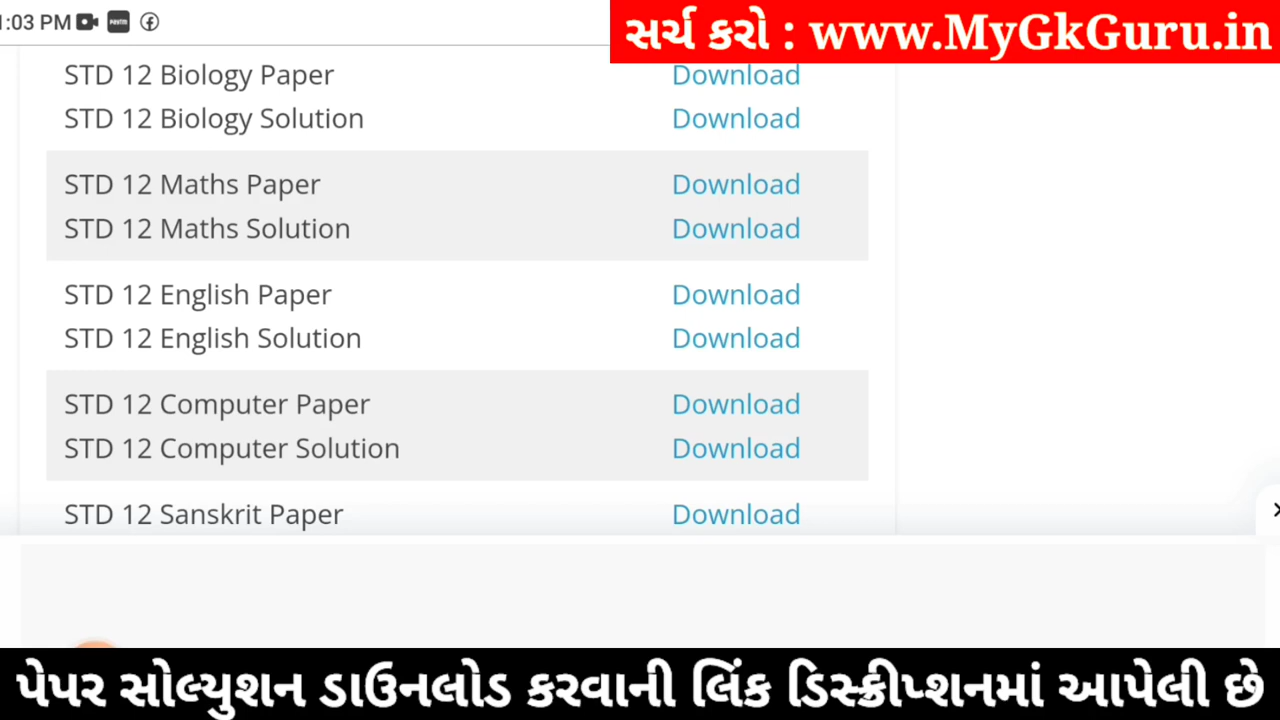 1:03 PM
સર્ચ કરો : www.MyGkGuru.in
STD 12 Biology Paper Download
STD 12 Biology Solution Download
STD 12 Maths Paper Download
STD 12 Maths Solution Download
STD 12 English Paper Download
STD 12 English Solution Download
STD 12 Computer Paper Download
STD 12 Computer Solution Download
STD 12 Sanskrit Paper Download
પેપર સોલ્યુશન ડાઉનલોડ કરવાની લિંક ડિસ્ક્રીપ્શનમાં આપેલી છે